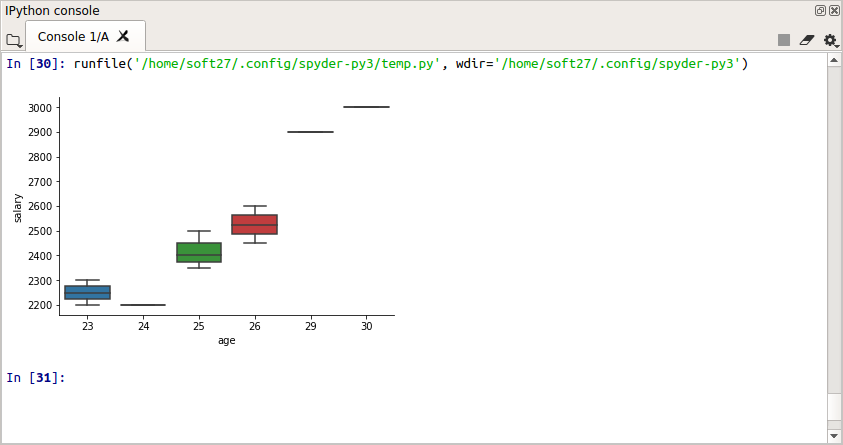 IPython console
Console 1/A
In [30]: runfile('/home/soft27/.config/spyder-py3/temp.py', wdir='/home/soft27/.config/spyder-py3')
3000
2900
2800
2700
2600
2500
2400
2300
2200
salary
23 24 25 26 29 30
age
In [31]: